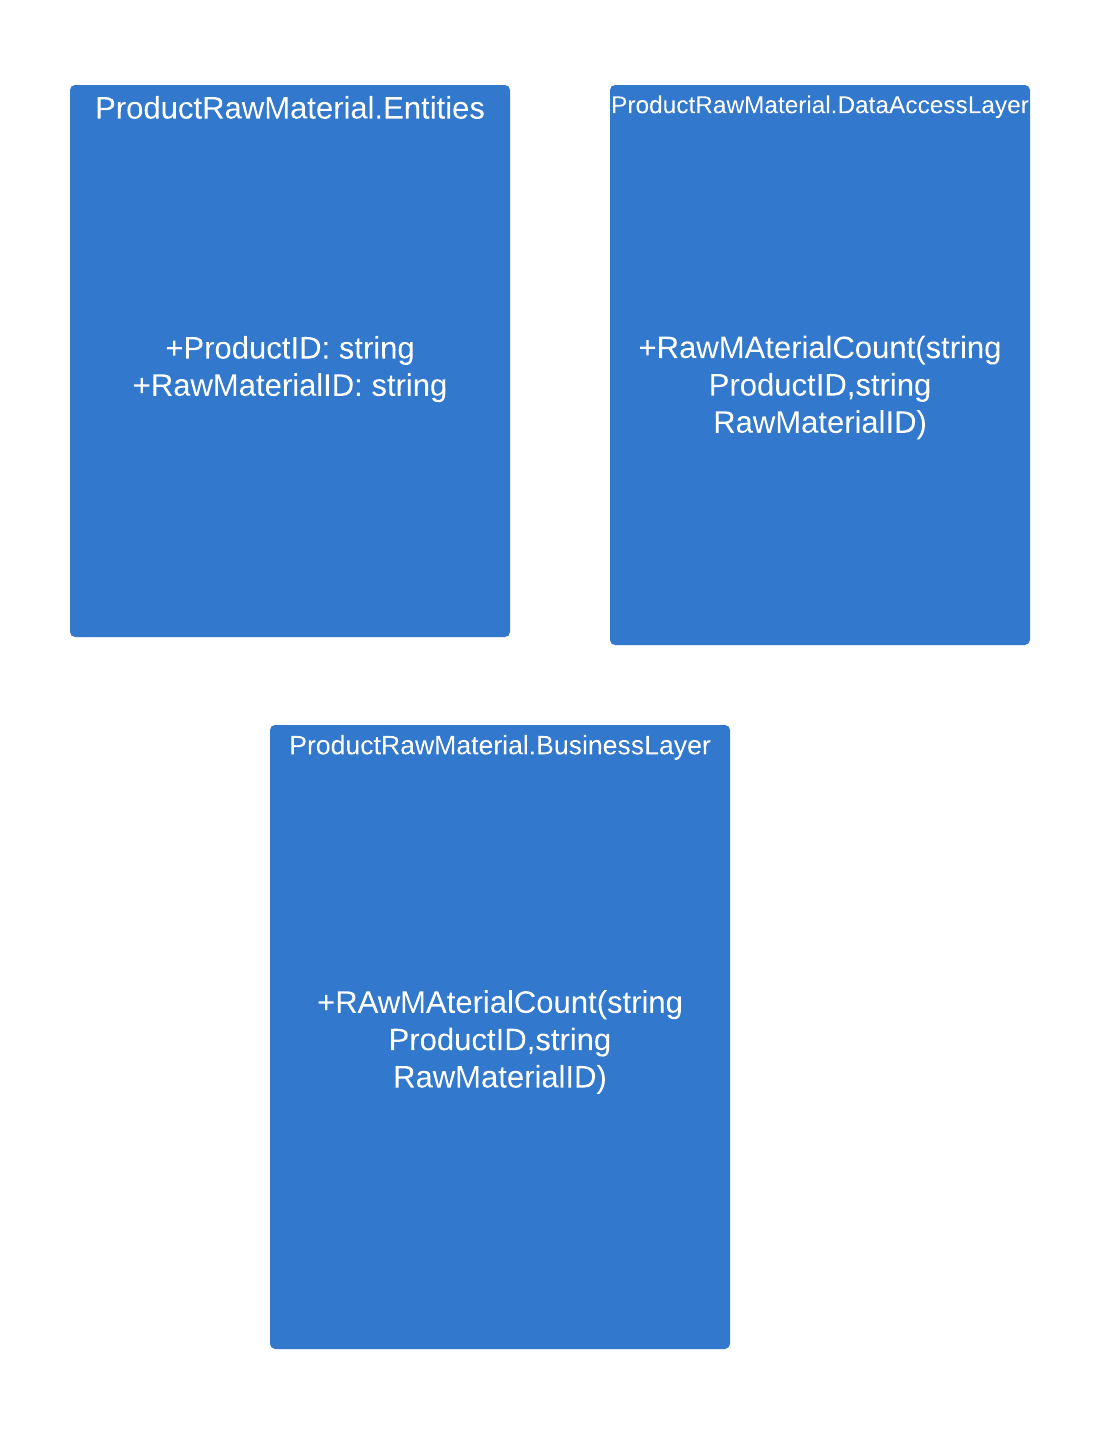 ProductRawMaterial.Entities
+ProductID: string
+RawMaterialID: string
ProductRawMaterial.DataAccessLayer
+RawMAterialCount(string
ProductID,string
RawMaterialID)
ProductRawMaterial.BusinessLayer
+RAwMAterialCount(string
ProductID,string
RawMaterialID)